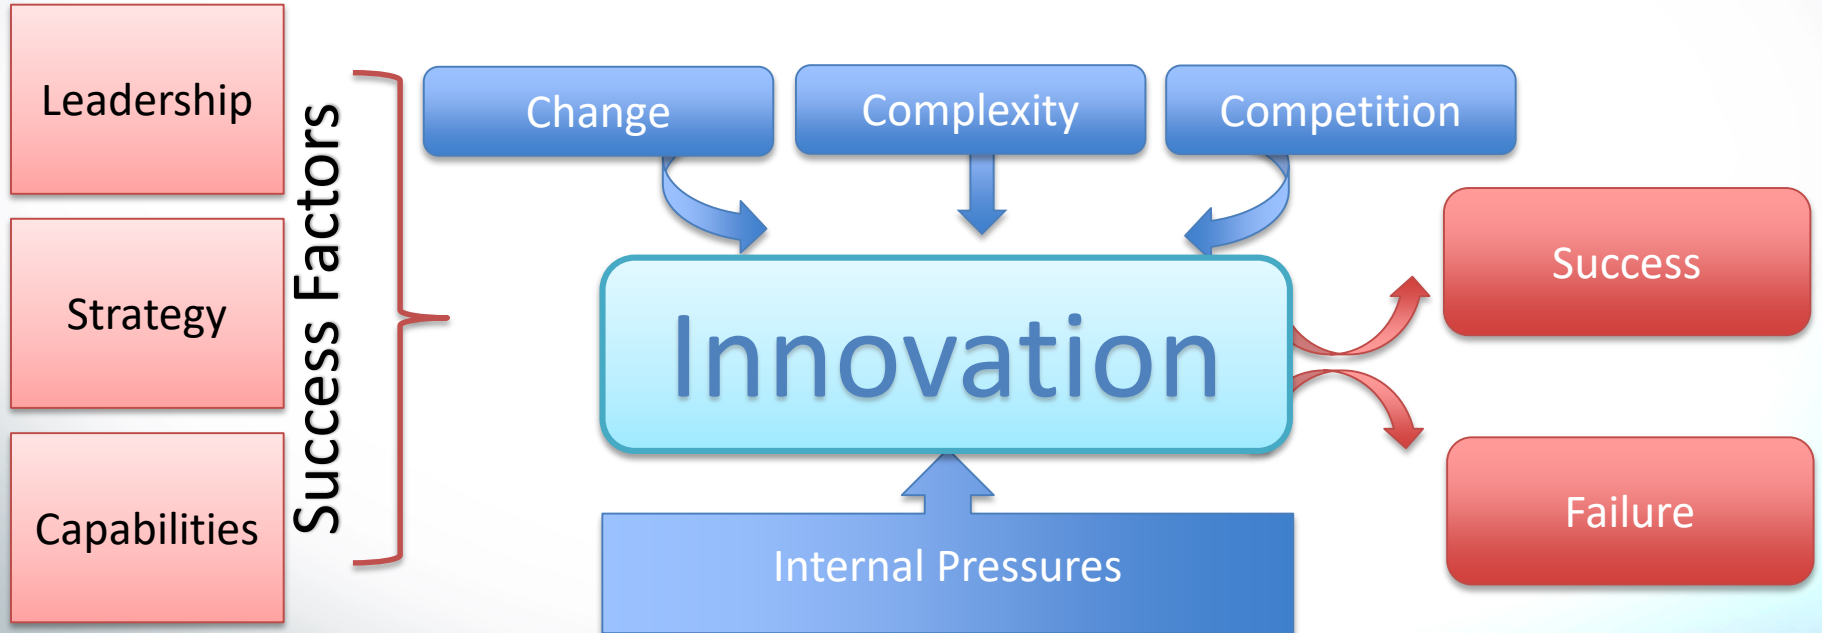 Leadership
Strategy
Capabilities
Success Factors
Change
Complexity
Competition
Innovation
Internal Pressures
Success
Failure